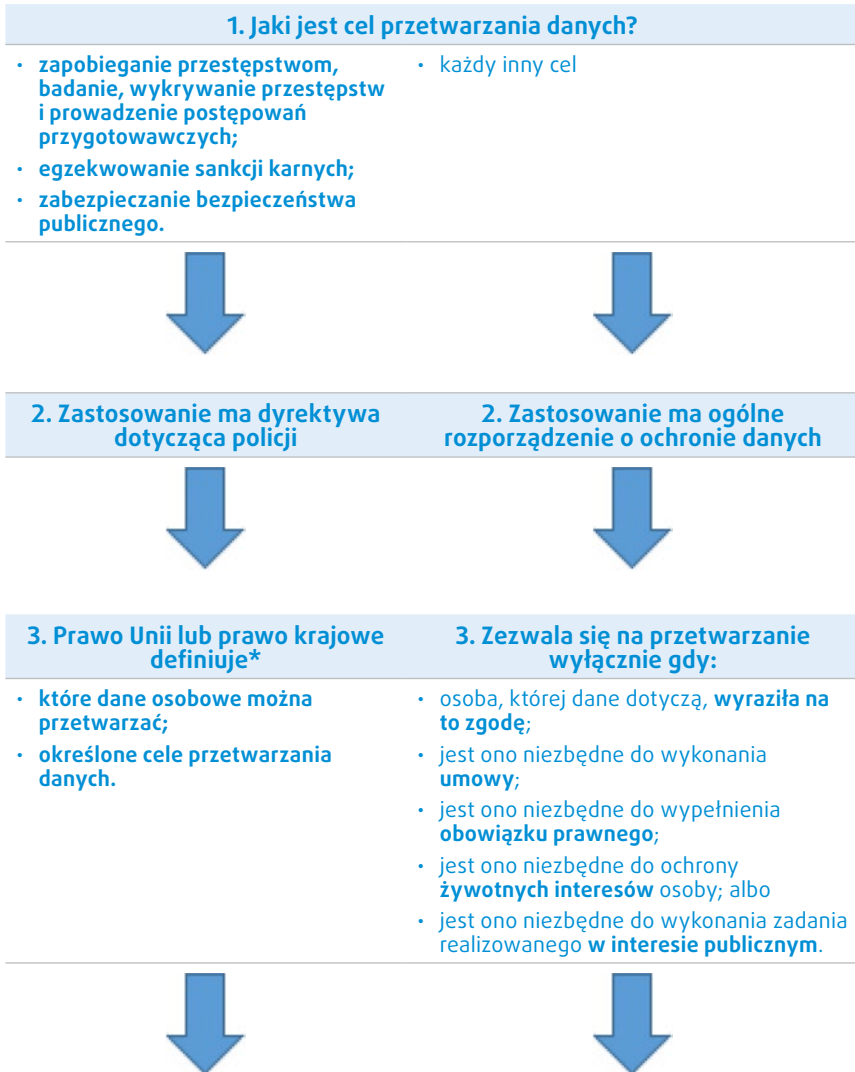 1. Jaki jest cel przetwarzania danych?
• zapobieganie przestępstwom,
badanie, wykrywanie przestępstw
i prowadzenie postępowań
przygotowawczych;
• egzekwowanie sankcji karnych;
• zabezpieczanie bezpieczeństwa
publicznego.
• każdy inny cel
2. Zastosowanie ma dyrektywa
dotycząca policji
2. Zastosowanie ma ogólne
rozporządzenie o ochronie danych
3. Prawo Unii lub prawo krajowe
definiuje*
• które dane osobowe można
przetwarzać;
• określone cele przetwarzania
danych.
3. Zezwala się na przetwarzanie
wyłącznie gdy:
• osoba, której dane dotyczą, wyraziła na
to zgodę;
• jest ono niezbędne do wykonania
umowy;
• jest ono niezbędne do wypełnienia
obowiązku prawnego;
• jest ono niezbędne do ochrony
żywotnych interesów osoby; albo
• jest ono niezbędne do wykonania zadania
realizowanego w interesie publicznym.